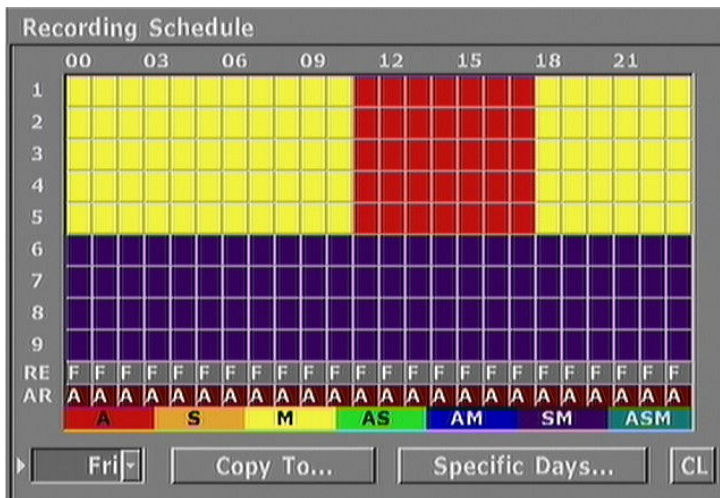 Recording Schedule
00 03 06 09 12 15 18 21
1
2
3
4
5
6
7
8
9
RE F F F F F F F F F F F F F F F F F F F F F F F F
AR A A A A A A A A A A A A A A A A A A A A A A A A
A S M AS AM SM ASM
Fri Copy To... Specific Days... CL